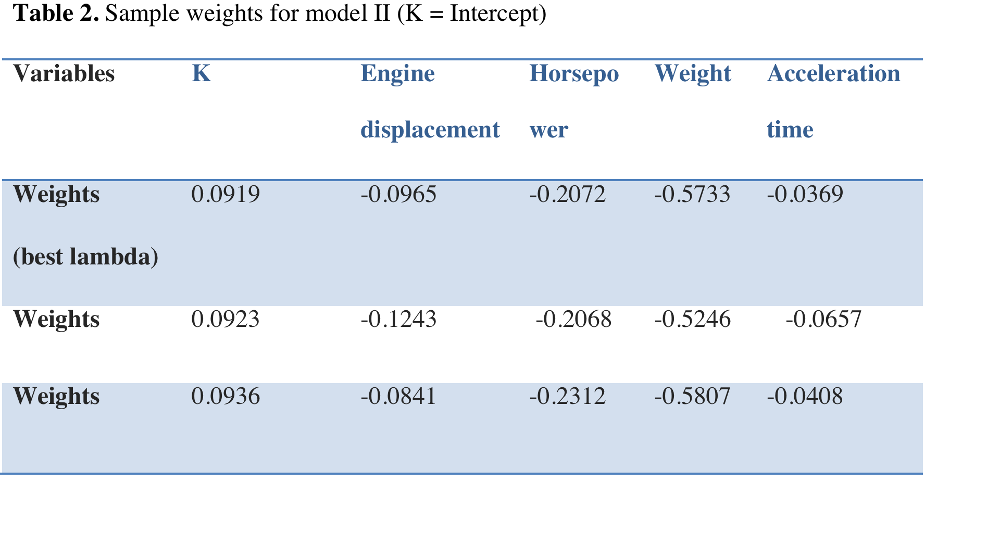 Table 2. Sample weights for model II (K = Intercept)
Variables K Engine Horsepo Weight Acceleration
displacement wer time
Weights 0.0919 -0.0965 -0.2072 -0.5733 -0.0369
(best lambda)
Weights 0.0923 -0.1243 -0.2068 -0.5246 -0.0657
Weights 0.0936 -0.0841 -0.2312 -0.5807 -0.0408